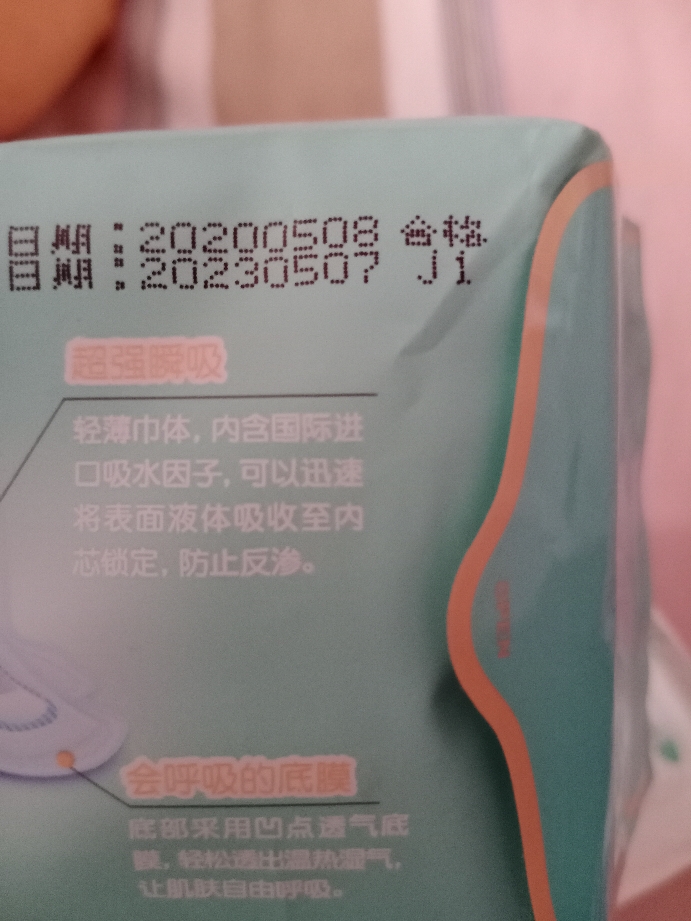 日期:20200508 合格
日期:20230507 J1
超强瞬吸
轻薄巾体,内含国际进
口吸水因子,可以迅速
将表面液体吸收至内
芯锁定,防止反渗。
会呼吸的底膜
底部采用凹点透气底
膜,轻松透出温热湿气,
让肌肤自由呼吸。